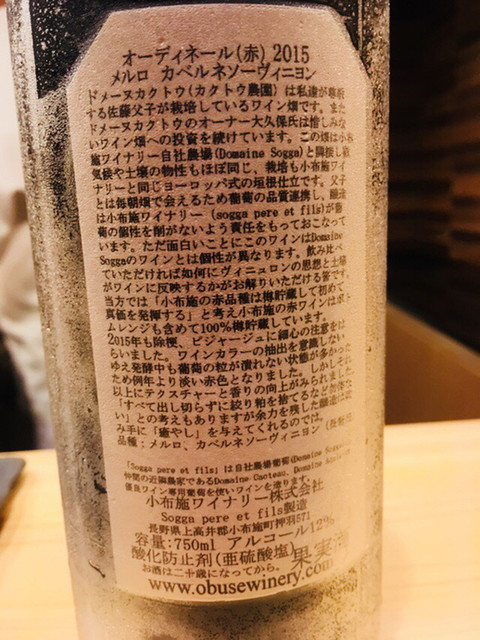 オーディネール(赤) 2015
メルロ カベルネソーヴィニヨン
ドメーヌカクトウ(カクトウ農園) は私達が尊敬
する佐藤父子が栽培しているワイン畑です。また
ドメーヌカクトウのオーナー大久保氏は惜しみな
いワイン畑への投資を続けています。この畑は小布
施ワイナリー自社農場(Domaine Sogga)と隣接し
気候や土壌の物性もほぼ同じ、栽培も小布施ワイナ
リーと同じヨーロッパ式の垣根仕立です。父子
とは毎朝畑で会えるため葡萄の品質連携し、醸造
は小布施ワイナリー (sogga pere et fils)が葡
萄の個性を削がないよう責任をもっておこなって
います。ただ面白いことにこのワインはDomaine
Soggaのワインとは個性が異なります。飲み比べ
ていただければ如何にヴィニュロンの思想と土壌
がワインに反映するかがお解りいただける筈です。
当方では「小布施の赤品種は樽貯蔵して初めて
真価を発揮する」と考え小布施の赤ワインはボト
ムレンジも含めて100%樽貯蔵しています。
2015年も除梗、ピジャージュに細心の注意をは
らいました。ワインカラーの抽出を意識しない
ゆえ発酵中も葡萄の粒が潰れない状態が多かった
ため例年より淡い赤色となりました。しかしそれ
以上にテクスチャーと香りの向上がみられました。
「すべて出し切らずに絞り粕を捨てるなど勿体な
い」との考えもありますが余力を残した醸造は飲
み手に「癒やし」を与えてくれるのでは。
品種:メルロ、カベルネソーヴィニヨン
「Sogga pere et fils」は自社農場葡萄(Domaine Sogga)
仲間の近隣農家であるDomaine Cacteau, Domaine
優良ワイン専用葡萄を使いワインを造ります。
小布施ワイナリー株式会社
Sogga pere et fils製造
長野県上高井郡小布施町押羽571
容量:750ml アルコール12%
酸化防止剤(亜硫酸塩) 果実
お酒は二十歳になってから。
www.obusewinery.com